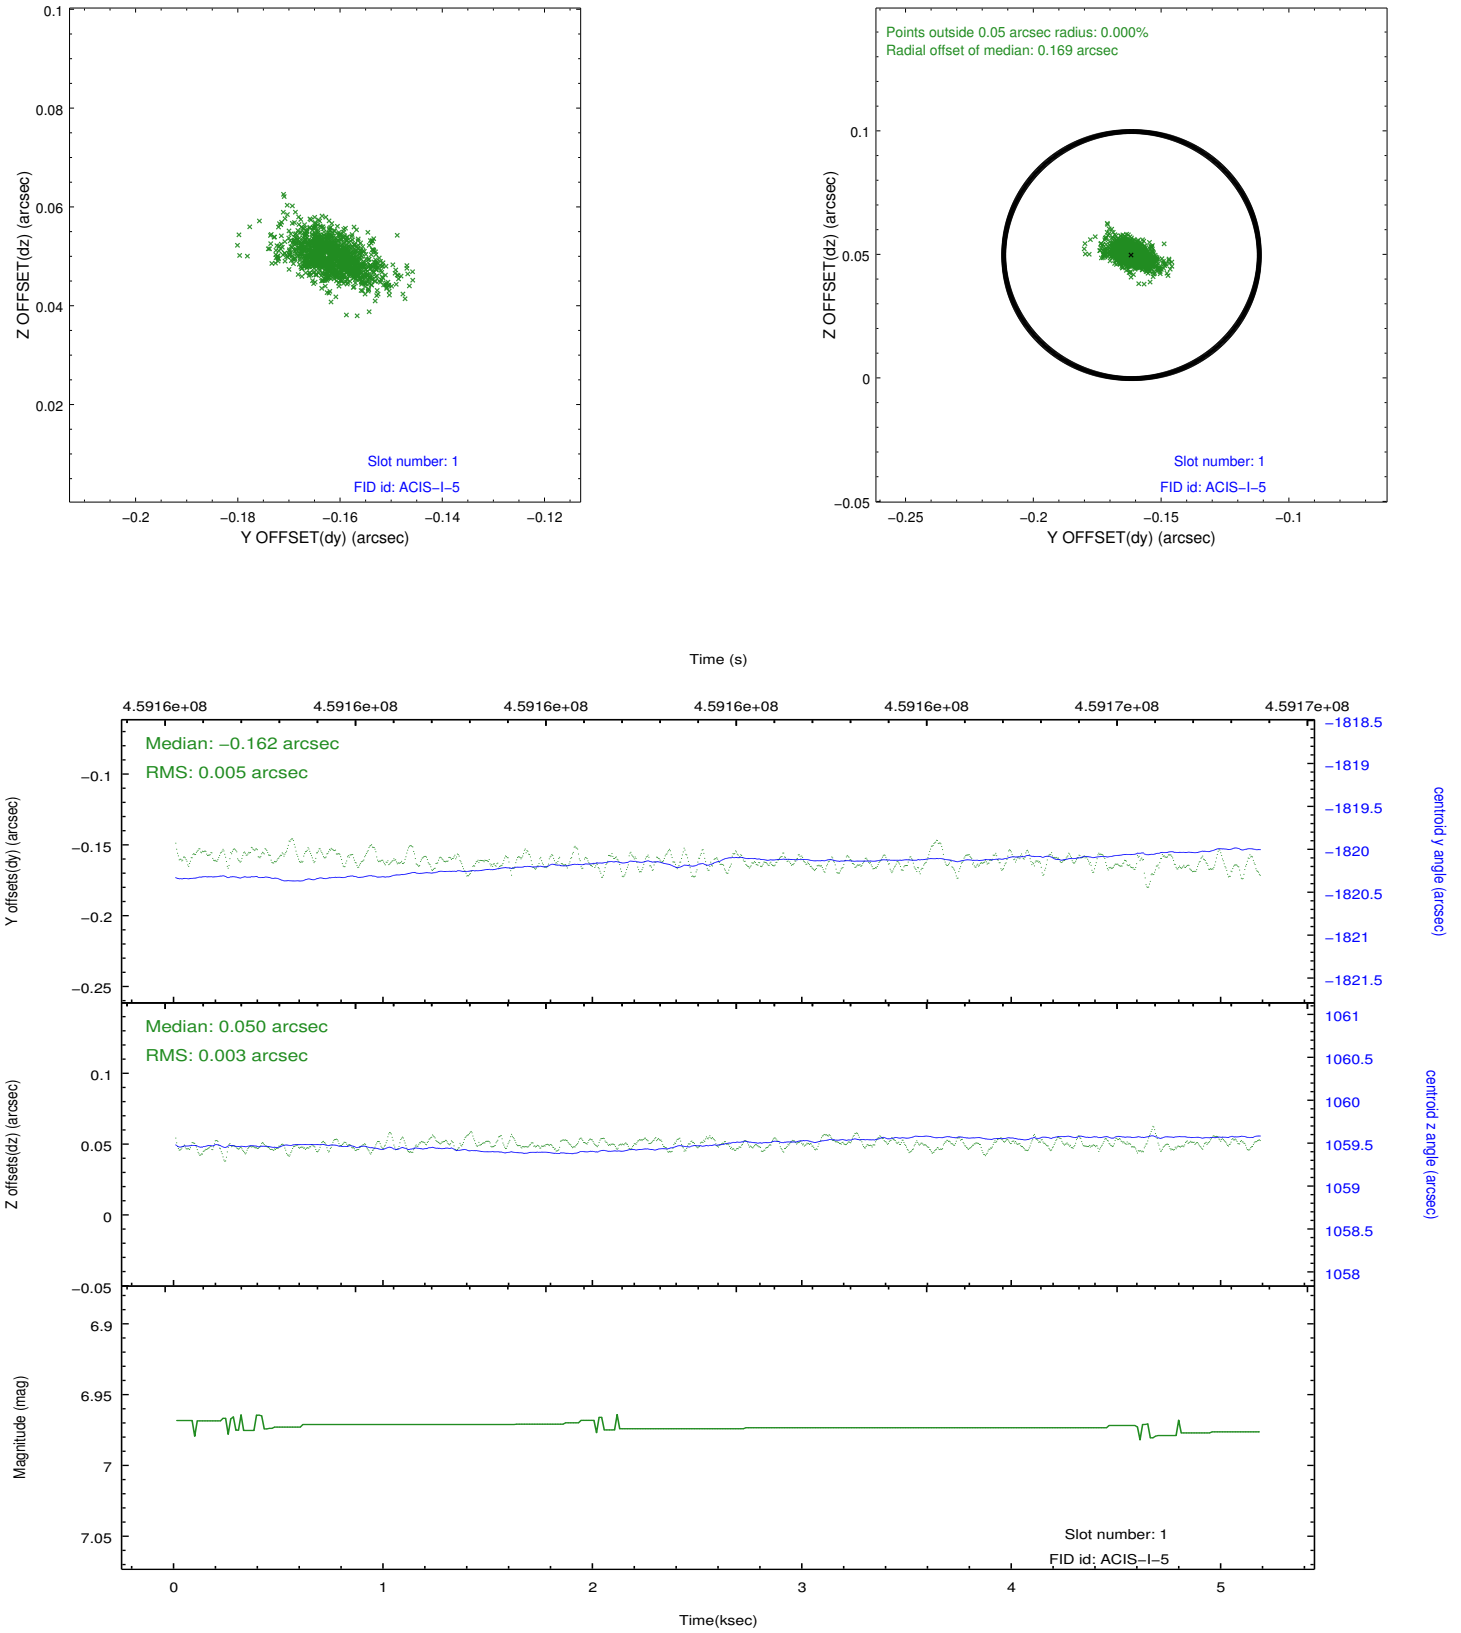 0.1
0.08
0.06
0.04
0.02
Z OFFSET(dz) (arcsec)
Slot number: 1
FID id: ACIS−I−5
−0.2 −0.18 −0.16 −0.14 −0.12
Y OFFSET(dy) (arcsec)
Points outside 0.05 arcsec radius: 0.000%
Radial offset of median: 0.169 arcsec
0.1
0.05
0
−0.05
Z OFFSET(dz) (arcsec)
Slot number: 1
FID id: ACIS−I−5
−0.25 −0.2 −0.15 −0.1
Y OFFSET(dy) (arcsec)
Time (s)
4.5916e+08 4.5916e+08 4.5916e+08 4.5916e+08 4.5916e+08 4.5917e+08 4.5917e+08
Median: −0.162 arcsec
RMS: 0.005 arcsec
−0.1
−0.15
−0.2
−0.25
Y offsets(dy) (arcsec)
−1818.5
−1819
−1819.5
−1820
−1820.5
−1821
−1821.5
centroid y angle (arcsec)
Median: 0.050 arcsec
RMS: 0.003 arcsec
0.1
0.05
0
−0.05
Z offsets(dz) (arcsec)
1061
1060.5
1060
1059.5
1059
1058.5
1058
centroid z angle (arcsec)
6.9
6.95
7
7.05
Magnitude (mag)
Slot number: 1
FID id: ACIS−I−5
0 1 2 3 4 5
Time(ksec)